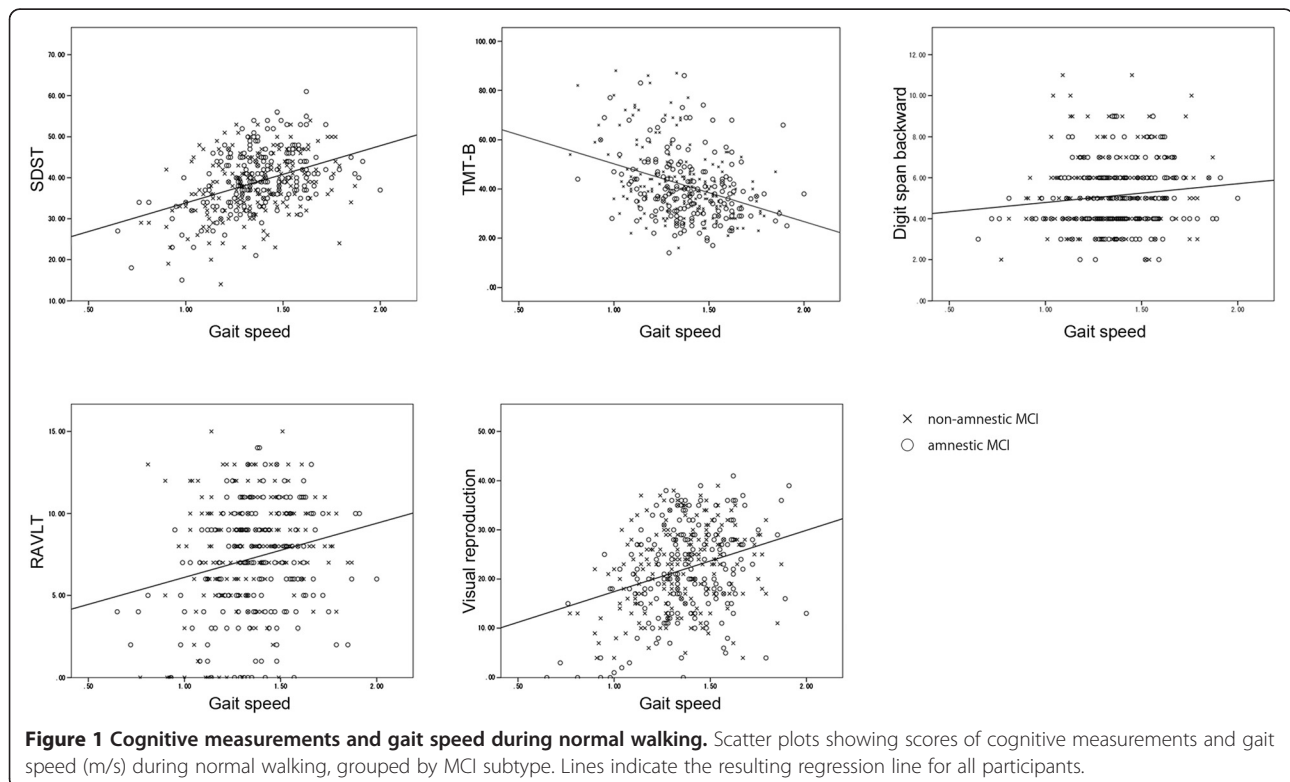 SDST
70.00
60.00
50.00
40.00
30.00
20.00
10.00
.50 1.00 1.50 2.00
Gait speed
TMT-B
100.00
80.00
60.00
40.00
20.00
.00
.50 1.00 1.50 2.00
Gait speed
Digit span backward
12.00
10.00
8.00
6.00
4.00
2.00
.00
.50 1.00 1.50 2.00
Gait speed
RAVLT
15.00
10.00
5.00
.00
.50 1.00 1.50 2.00
Gait speed
Visual reproduction
50.00
40.00
30.00
20.00
10.00
.00
.50 1.00 1.50 2.00
Gait speed
× non-amnestic MCI
○ amnestic MCI
Figure 1 Cognitive measurements and gait speed during normal walking. Scatter plots showing scores of cognitive measurements and gait
speed (m/s) during normal walking, grouped by MCI subtype. Lines indicate the resulting regression line for all participants.